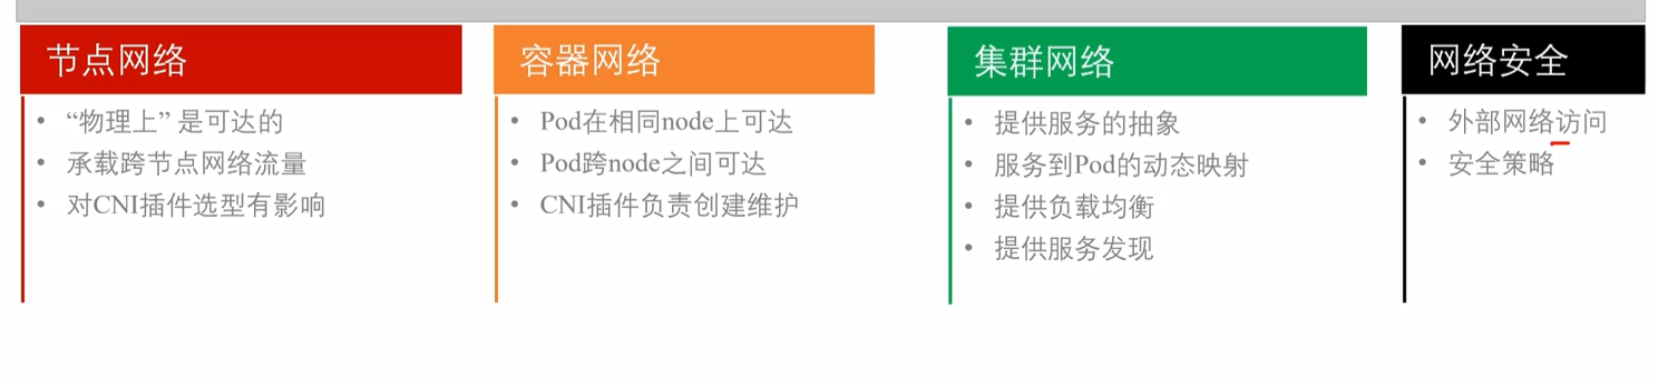 节点网络
• “物理上” 是可达的
• 承载跨节点网络流量
• 对CNI插件选型有影响
容器网络
• Pod在相同node上可达
• Pod跨node之间可达
• CNI插件负责创建维护
集群网络
• 提供服务的抽象
• 服务到Pod的动态映射
• 提供负载均衡
• 提供服务发现
网络安全
• 外部网络访问
• 安全策略